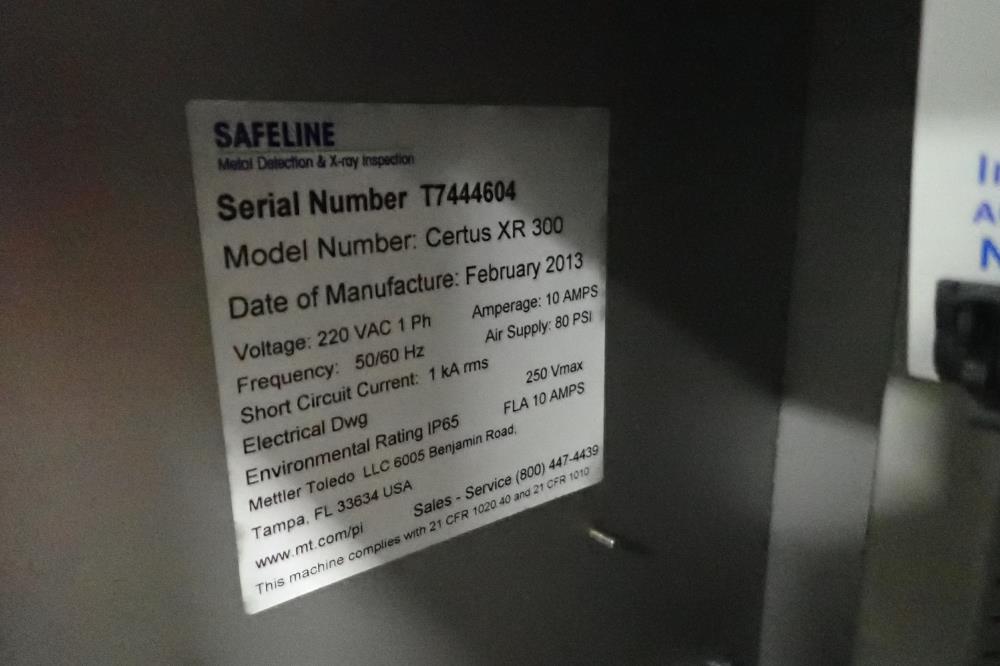 SAFELINE
Metal Detection & X-ray Inspection
Serial Number T7444604
Model Number: Certus XR 300
Date of Manufacture: February 2013
Voltage: 220 VAC 1 Ph Amperage: 10 AMPS
Frequency: 50/60 Hz Air Supply: 80 PSI
Short Circuit Current: 1 kA rms
Electrical Dwg 250 Vmax
Environmental Rating IP65 FLA 10 AMPS
Mettler Toledo LLC 6005 Benjamin Road,
Tampa, FL 33634 USA
www.mt.com/pi Sales - Service (800) 447-4439
This machine complies with 21 CFR 1020.40 and 21 CFR 1010